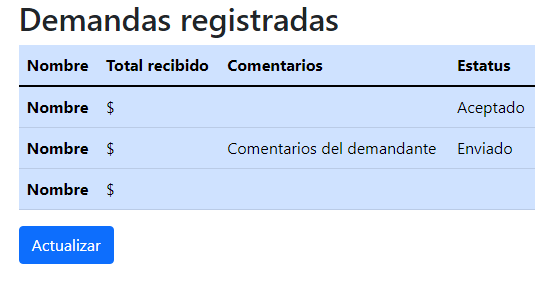 Demandas registradas
Nombre Total recibido Comentarios Estatus
Nombre $ Aceptado
Nombre $ Comentarios del demandante Enviado
Nombre $
Actualizar